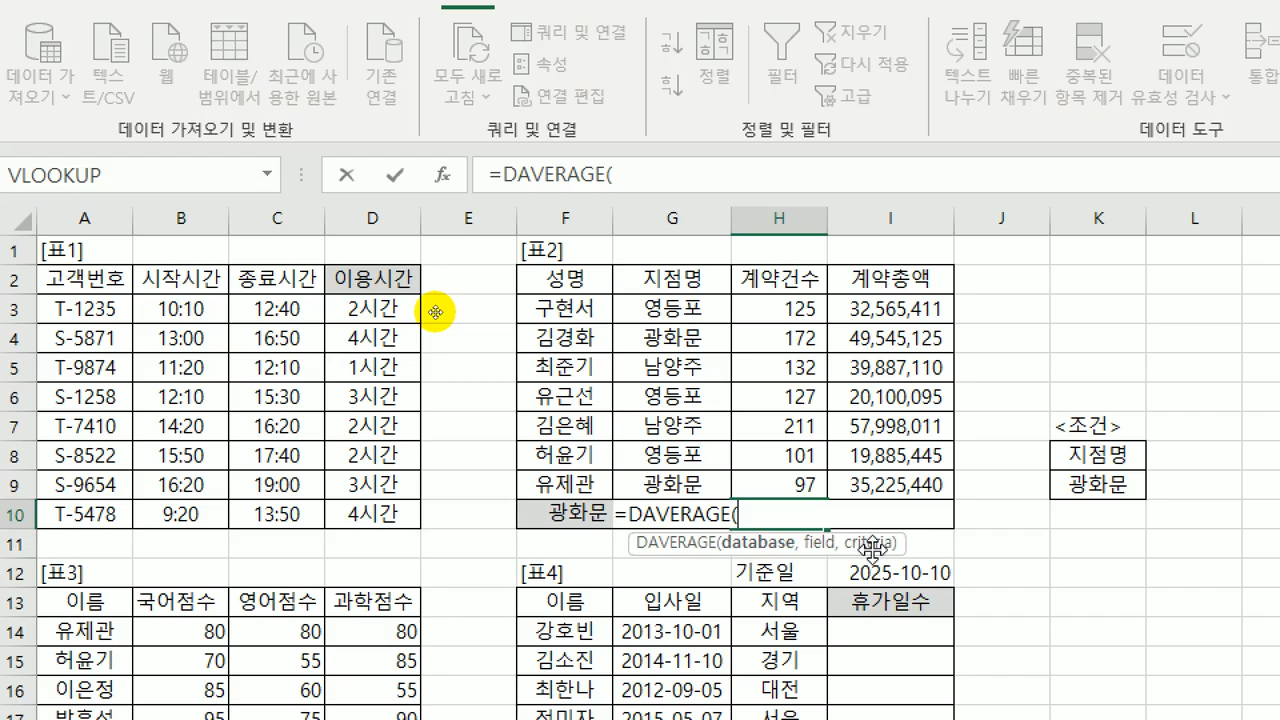 데이터 가져오기
텍스트/CSV
웹
테이블/범위에서
최근에 사용한 원본
기존 연결
데이터 가져오기 및 변환
모두 새로 고침
쿼리 및 연결
속성
연결 편집
쿼리 및 연결
정렬
필터
지우기
다시 적용
고급
정렬 및 필터
텍스트 나누기
빠른 채우기
중복된 항목 제거
데이터 유효성 검사
통합
데이터 도구
VLOOKUP
fx
=DAVERAGE(
A B C D E F G H I J K L
1 [표1] [표2]
2 고객번호 시작시간 종료시간 이용시간 성명 지점명 계약건수 계약총액
3 T-1235 10:10 12:40 2시간 구현서 영등포 125 32,565,411
4 S-5871 13:00 16:50 4시간 김경화 광화문 172 49,545,125
5 T-9874 11:20 12:10 1시간 최준기 남양주 132 39,887,110
6 S-1258 12:10 15:30 3시간 유근선 영등포 127 20,100,095
7 T-7410 14:20 16:20 2시간 김은혜 남양주 211 57,998,011 <조건>
8 S-8522 15:50 17:40 2시간 허윤기 영등포 101 19,885,445 지점명
9 S-9654 16:20 19:00 3시간 유제관 광화문 97 35,225,440 광화문
10 T-5478 9:20 13:50 4시간 광화문 =DAVERAGE(
11 DAVERAGE(database, field, criteria)
12 [표3] [표4] 기준일 2025-10-10
13 이름 국어점수 영어점수 과학점수 이름 입사일 지역 휴가일수
14 유제관 80 80 80 강호빈 2013-10-01 서울
15 허윤기 70 55 85 김소진 2014-11-10 경기
16 이은정 85 60 55 최한나 2012-09-05 대전
17 95 75 90 2015-05-07 서울